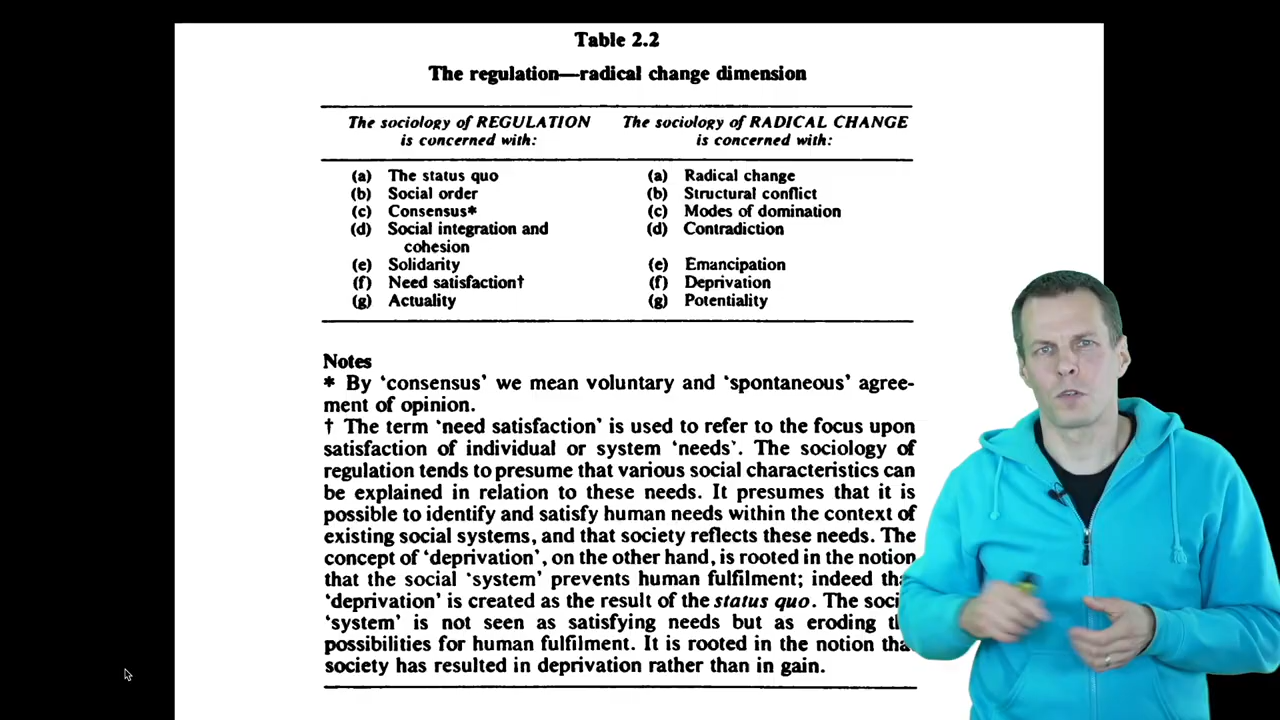 Table 2.2
The regulation—radical change dimension
The sociology of REGULATION is concerned with:
The sociology of RADICAL CHANGE is concerned with:
(a) The status quo (a) Radical change
(b) Social order (b) Structural conflict
(c) Consensus* (c) Modes of domination
(d) Social integration and cohesion (d) Contradiction
(e) Solidarity (e) Emancipation
(f) Need satisfaction† (f) Deprivation
(g) Actuality (g) Potentiality
Notes
* By ‘consensus’ we mean voluntary and ‘spontaneous’ agree-
ment of opinion.
† The term ‘need satisfaction’ is used to refer to the focus upon
satisfaction of individual or system ‘needs’. The sociology of
regulation tends to presume that various social characteristics can
be explained in relation to these needs. It presumes that it is
possible to identify and satisfy human needs within the context of
existing social systems, and that society reflects these needs. The
concept of ‘deprivation’, on the other hand, is rooted in the notion
that the social ‘system’ prevents human fulfilment; indeed
‘deprivation’ is created as the result of the status quo. The
‘system’ is not seen as satisfying needs but as eroding
possibilities for human fulfilment. It is rooted in the notion
society has resulted in deprivation rather than in gain.